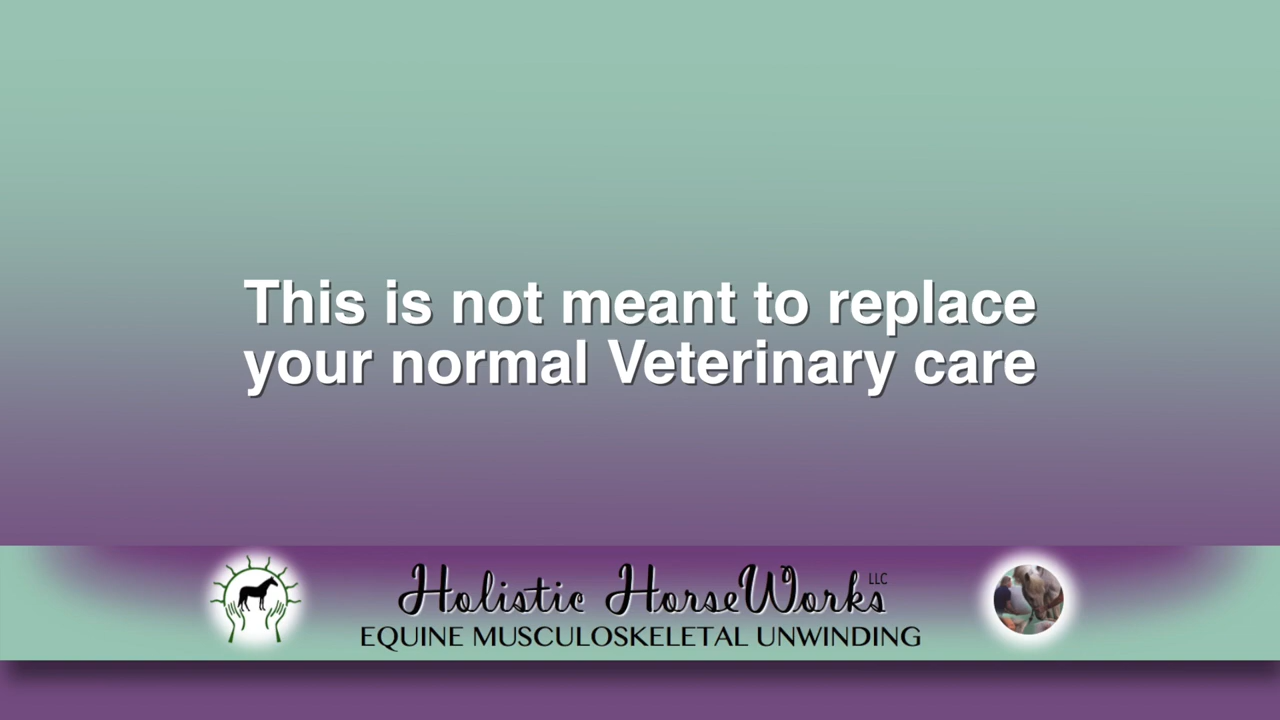 This is not meant to replace
your normal Veterinary care
Holistic HorseWorks LLC
EQUINE MUSCULOSKELETAL UNWINDING